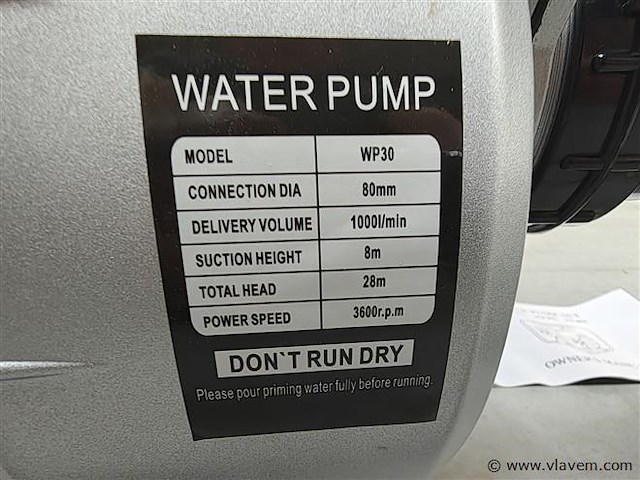 WATER PUMP
MODEL WP30
CONNECTION DIA 80mm
DELIVERY VOLUME 1000l/min
SUCTION HEIGHT 8m
TOTAL HEAD 28m
POWER SPEED 3600r.p.m
DON`T RUN DRY
Please pour priming water fully before running.
© www.vlavem.com